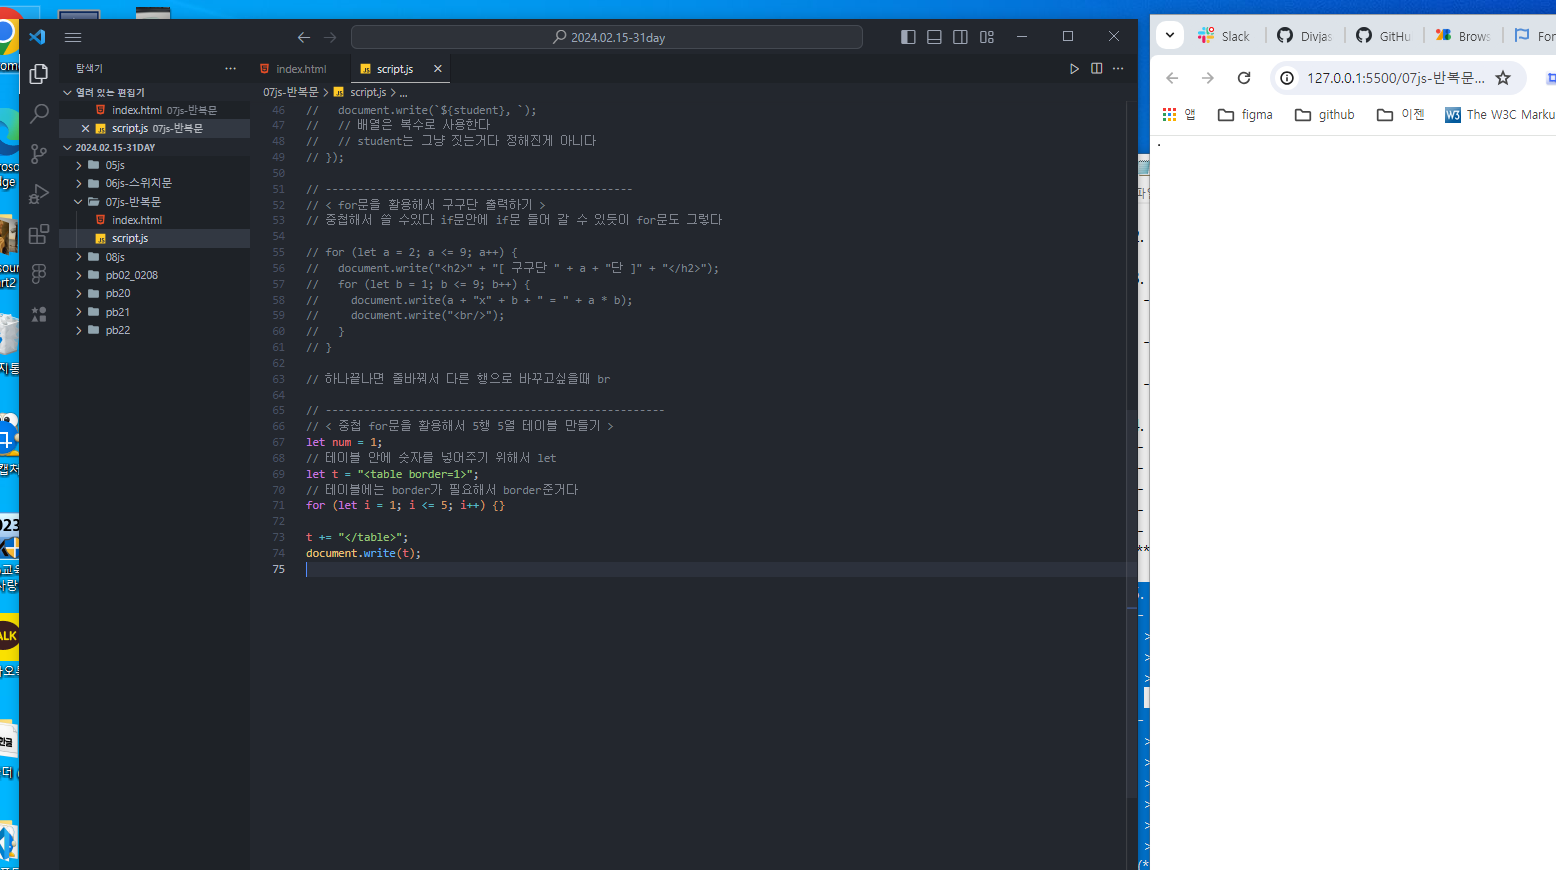 2024.02.15-31day
탐색기
열려 있는 편집기
index.html 07js-반복문
script.js 07js-반복문
2024.02.15-31DAY
05js
06js-스위치문
07js-반복문
index.html
script.js
08js
pb02_0208
pb20
pb21
pb22
index.html
script.js
07js-반복문 > script.js > ...
46 //   document.write(`${student}, `);
47 //   // 배열은 복수로 사용한다
48 //   // student는 그냥 짓는거다 정해진게 아니다
49 // });
50
51 // ------------------------------------------------
52 // < for문을 활용해서 구구단 출력하기 >
53 // 중첩해서 쓸 수있다 if문안에 if문 들어 갈 수 있듯이 for문도 그렇다
54
55 // for (let a = 2; a <= 9; a++) {
56 //   document.write("<h2>" + "[ 구구단 " + a + "단 ]" + "</h2>");
57 //   for (let b = 1; b <= 9; b++) {
58 //     document.write(a + "x" + b + " = " + a * b);
59 //     document.write("<br/>");
60 //   }
61 // }
62
63 // 하나끝나면 줄바꿔서 다른 행으로 바꾸고싶을때 br
64
65 // -----------------------------------------------------
66 // < 중첩 for문을 활용해서 5행 5열 테이블 만들기 >
67 let num = 1;
68 // 테이블 안에 숫자를 넣어주기 위해서 let
69 let t = "<table border=1>";
70 // 테이블에는 border가 필요해서 border준거다
71 for (let i = 1; i <= 5; i++) {}
72
73 t += "</table>";
74 document.write(t);
75
Slack
Divjas
GitHu
Brows
For
127.0.0.1:5500/07js-반복문...
앱
figma
github
이젠
The W3C Marku